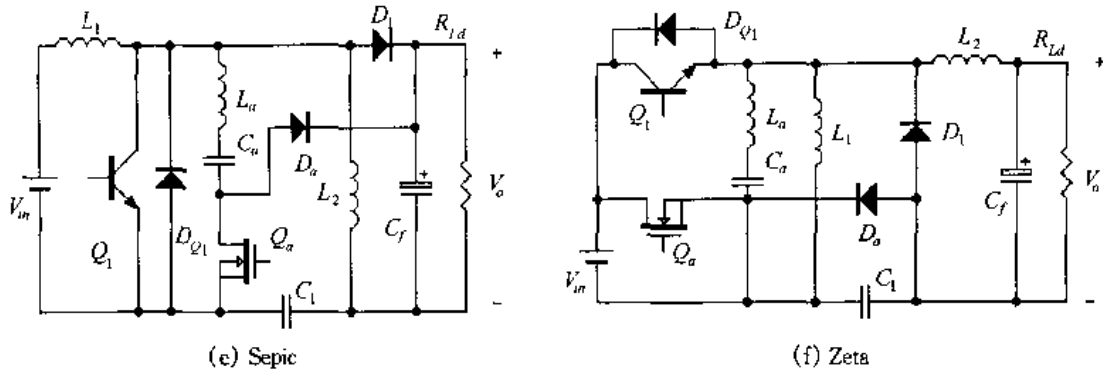 L1
D
RLd
+
La
Ca
Da
L2
Vin
Q1
DQ1
Qa
Cf
Vo
C1
−
(e) Sepic
DQ1
L2
RLd
+
Q1
La
L1
D1
Ca
Cf
Vo
Qa
Da
Vin
C1
−
(f) Zeta